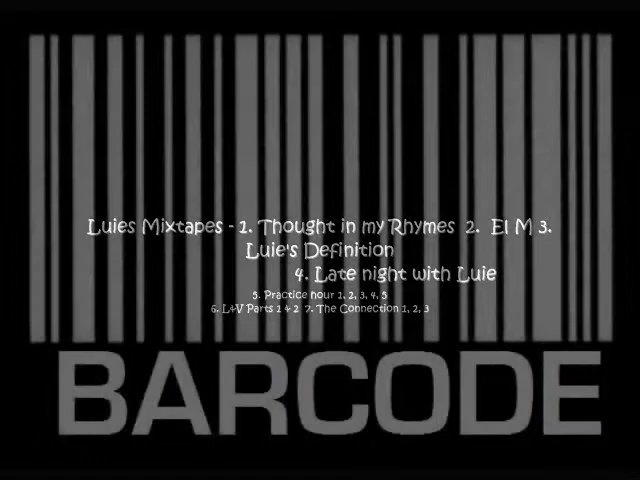 Luies Mixtapes - 1. Thought in my Rhymes 2. El M 3.
Luie's Definition
4. Late night with Luie
5. Practice hour 1, 2, 3, 4, 5
6. L&V Parts 1 & 2 7. The Connection 1, 2, 3
BARCODE